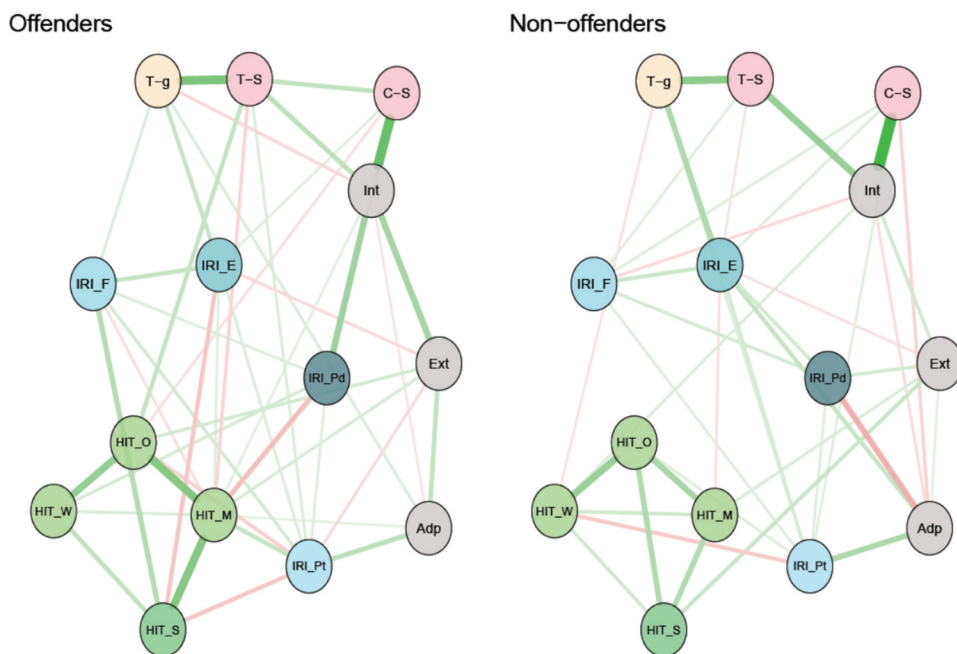 Offenders
T-g
T-S
C-S
Int
IRI_E
IRI_F
Ext
IRI_Pd
HIT_O
HIT_W
HIT_M
Adp
IRI_Pt
HIT_S
Non-offenders
T-g
T-S
C-S
Int
IRI_E
IRI_F
Ext
IRI_Pd
HIT_O
HIT_W
HIT_M
Adp
IRI_Pt
HIT_S